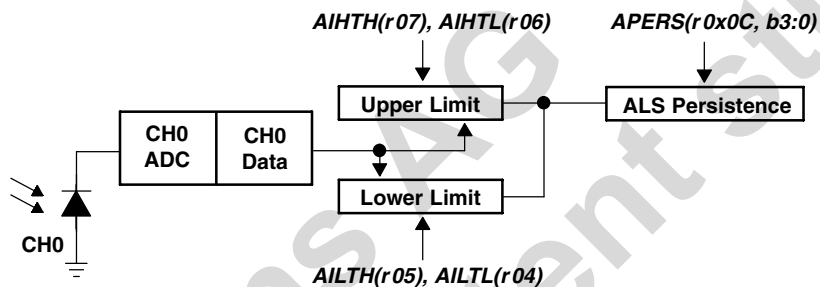 AIHTH(r07), AIHTL(r06)
APERS(r0x0C, b3:0)
Upper Limit
ALS Persistence
CH0
ADC
CH0
Data
Lower Limit
CH0
AILTH(r05), AILTL(r04)